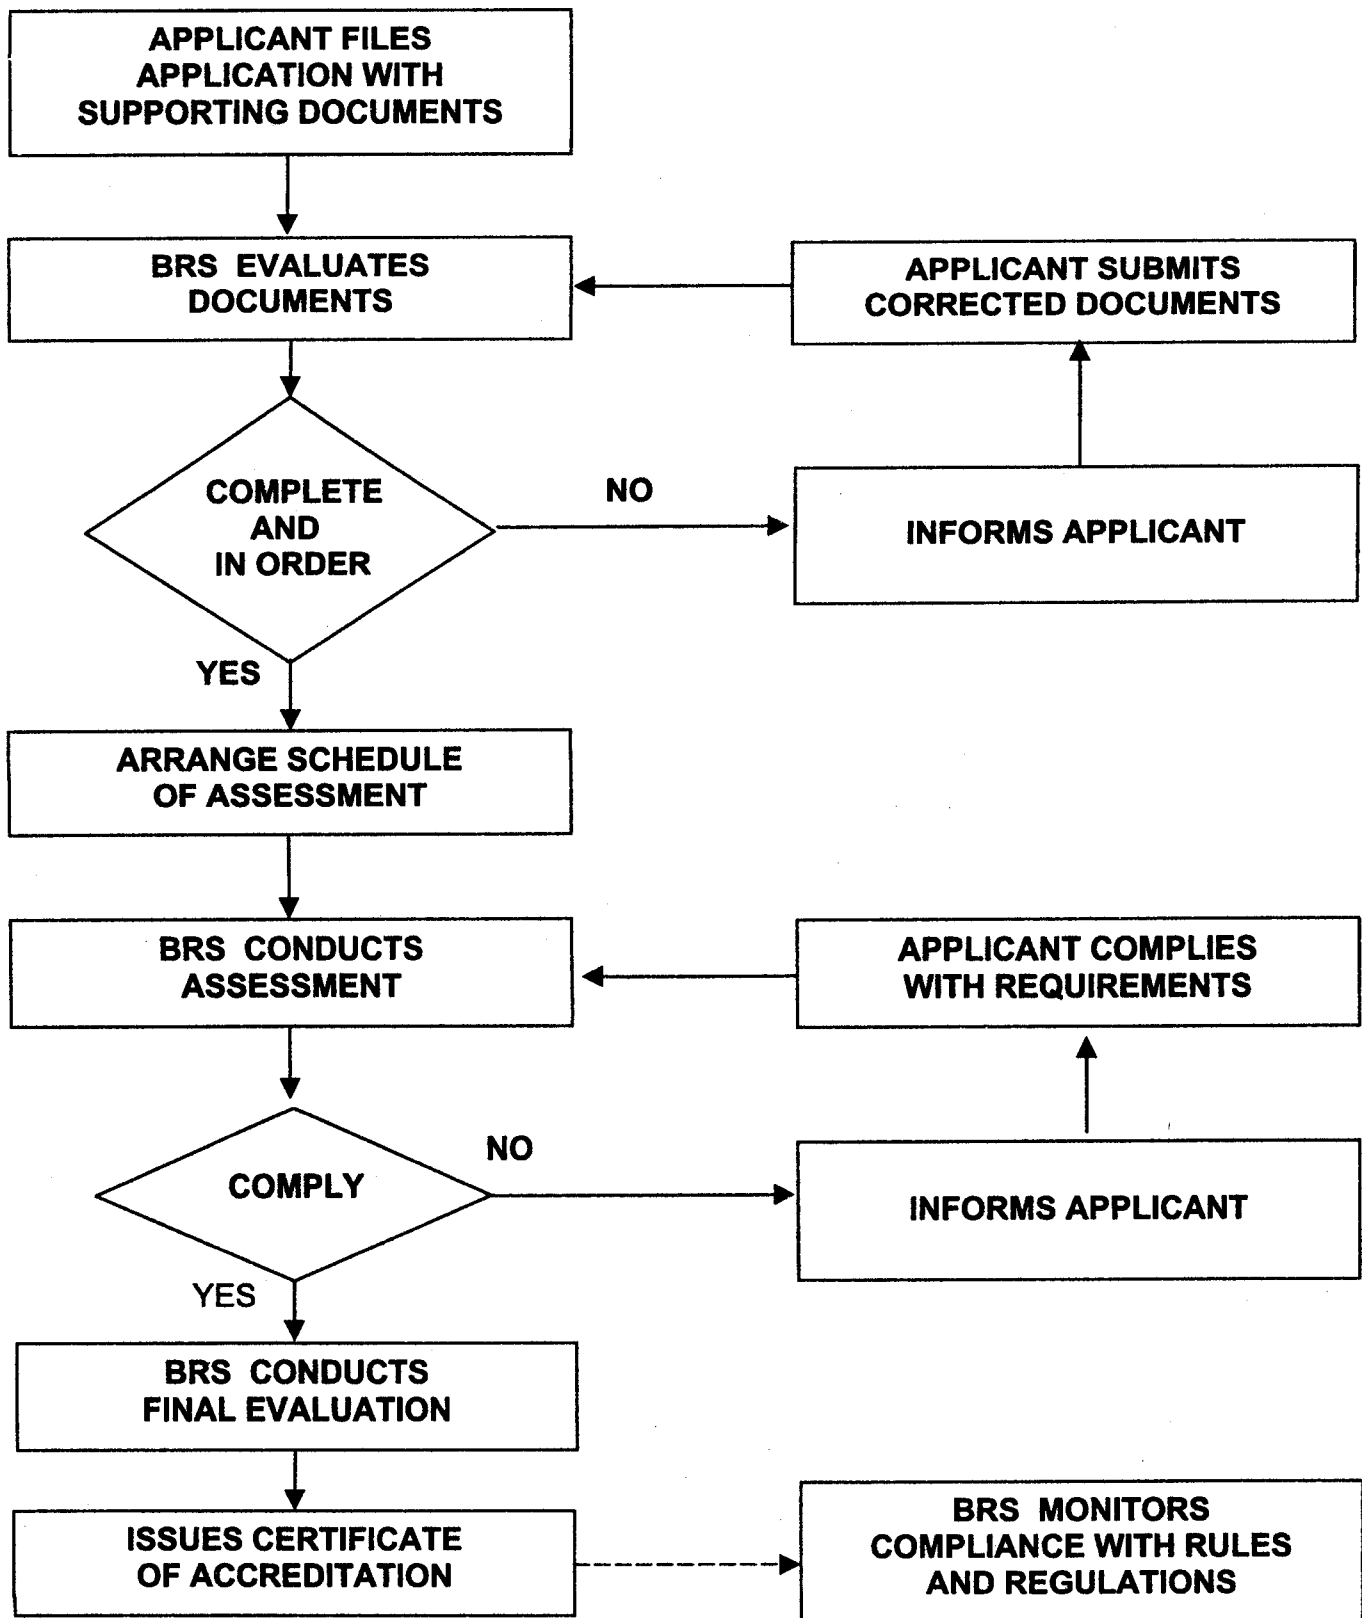 APPLICANT FILES
APPLICATION WITH
SUPPORTING DOCUMENTS
BRS EVALUATES
DOCUMENTS
APPLICANT SUBMITS
CORRECTED DOCUMENTS
COMPLETE
AND
IN ORDER
NO
INFORMS APPLICANT
YES
ARRANGE SCHEDULE
OF ASSESSMENT
BRS CONDUCTS
ASSESSMENT
APPLICANT COMPLIES
WITH REQUIREMENTS
COMPLY
NO
INFORMS APPLICANT
YES
BRS CONDUCTS
FINAL EVALUATION
ISSUES CERTIFICATE
OF ACCREDITATION
BRS MONITORS
COMPLIANCE WITH RULES
AND REGULATIONS